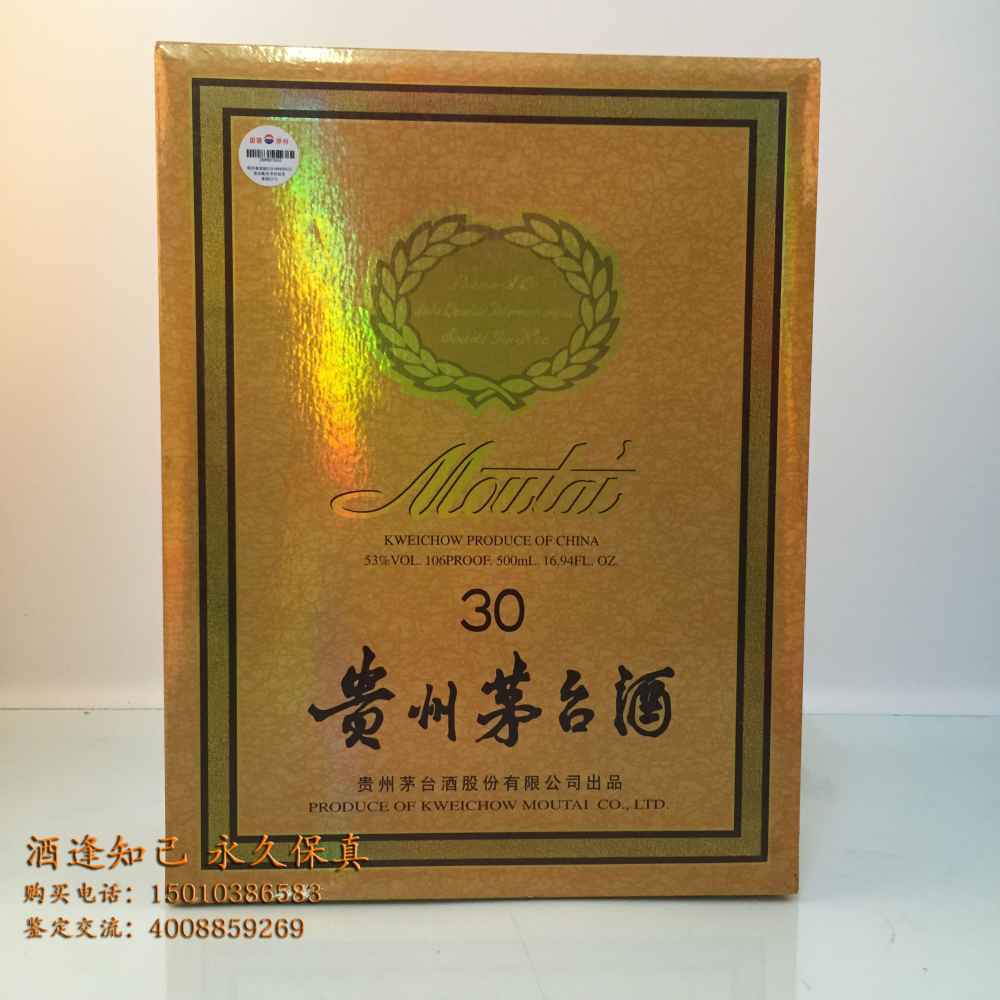 Moutai
KWEICHOW PRODUCE OF CHINA
53%VOL. 106PROOF. 500mL. 16.94FL. OZ.
30
贵州茅台酒
贵州茅台酒股份有限公司出品
PRODUCE OF KWEICHOW MOUTAI CO., LTD.
酒逢知己 永久保真
购买电话：15010386583
鉴定交流：4008859269